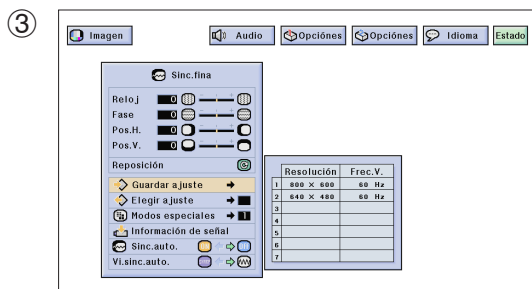 3
Imagen Audio Opciónes Opciónes Idioma Estado
Sinc.fina
Reloj 0
Fase 0
Pos.H. 0
Pos.V. 0
Reposición
Guardar ajuste
Elegir ajuste
Modos especiales 1
Información de señal
Sinc.auto.
Vi.sinc.auto.
Resolución Frec.V.
1 800 X 600 60 Hz
2 640 X 480 60 Hz
3
4
5
6
7